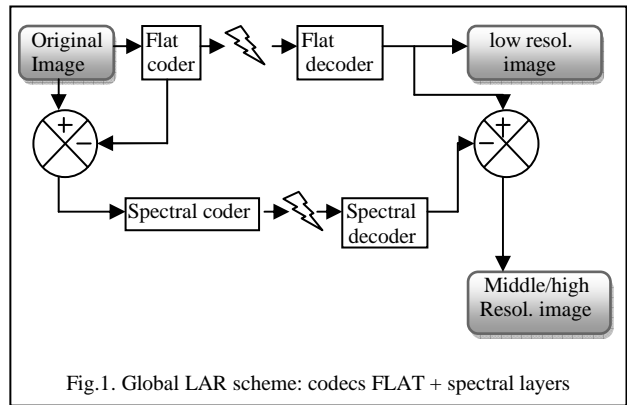 Original
Image
Flat
coder
Flat
decoder
low resol.
image
+
−
+
−
Spectral coder
Spectral
decoder
Middle/high
Resol. image
Fig.1. Global LAR scheme: codecs FLAT + spectral layers